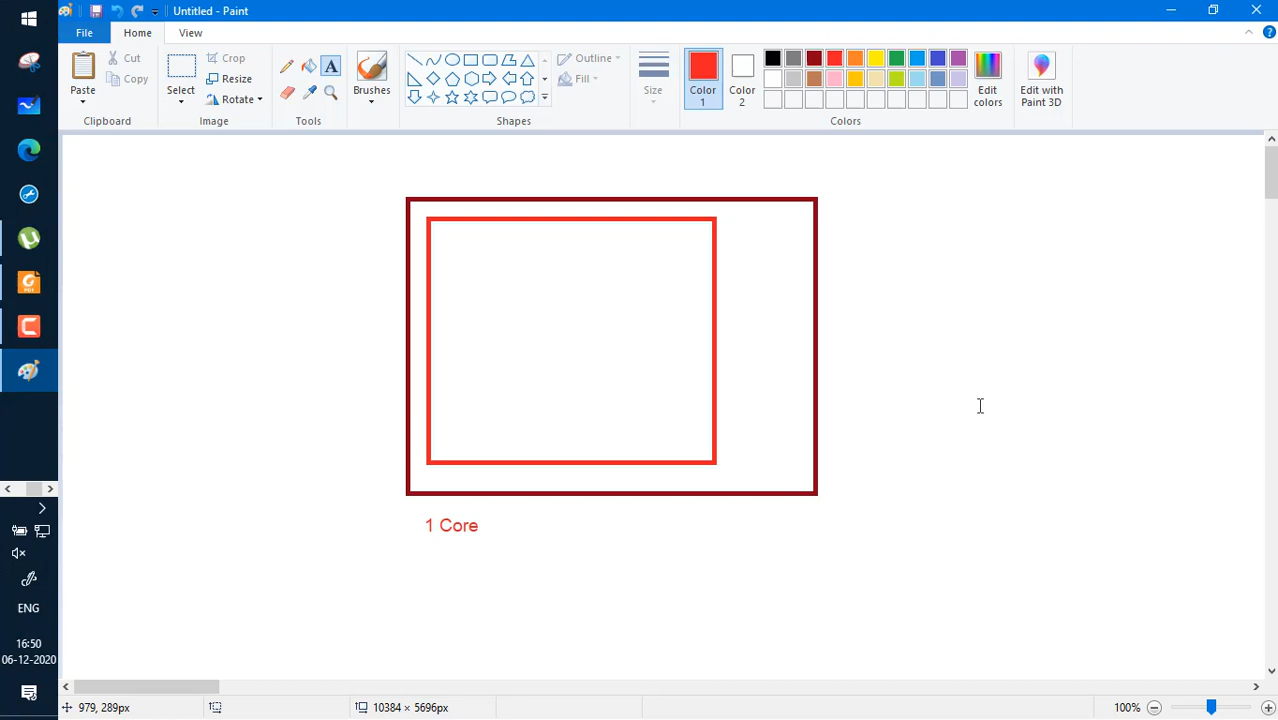 Untitled - Paint
File
Home
View
Paste
Cut
Copy
Clipboard
Select
Crop
Resize
Rotate
Image
A
Tools
Brushes
Outline
Fill
Shapes
Size
Color 1
Color 2
Edit colors
Colors
Edit with Paint 3D
1 Core
ENG
16:50
06-12-2020
979, 289px
10384 × 5696px
100%